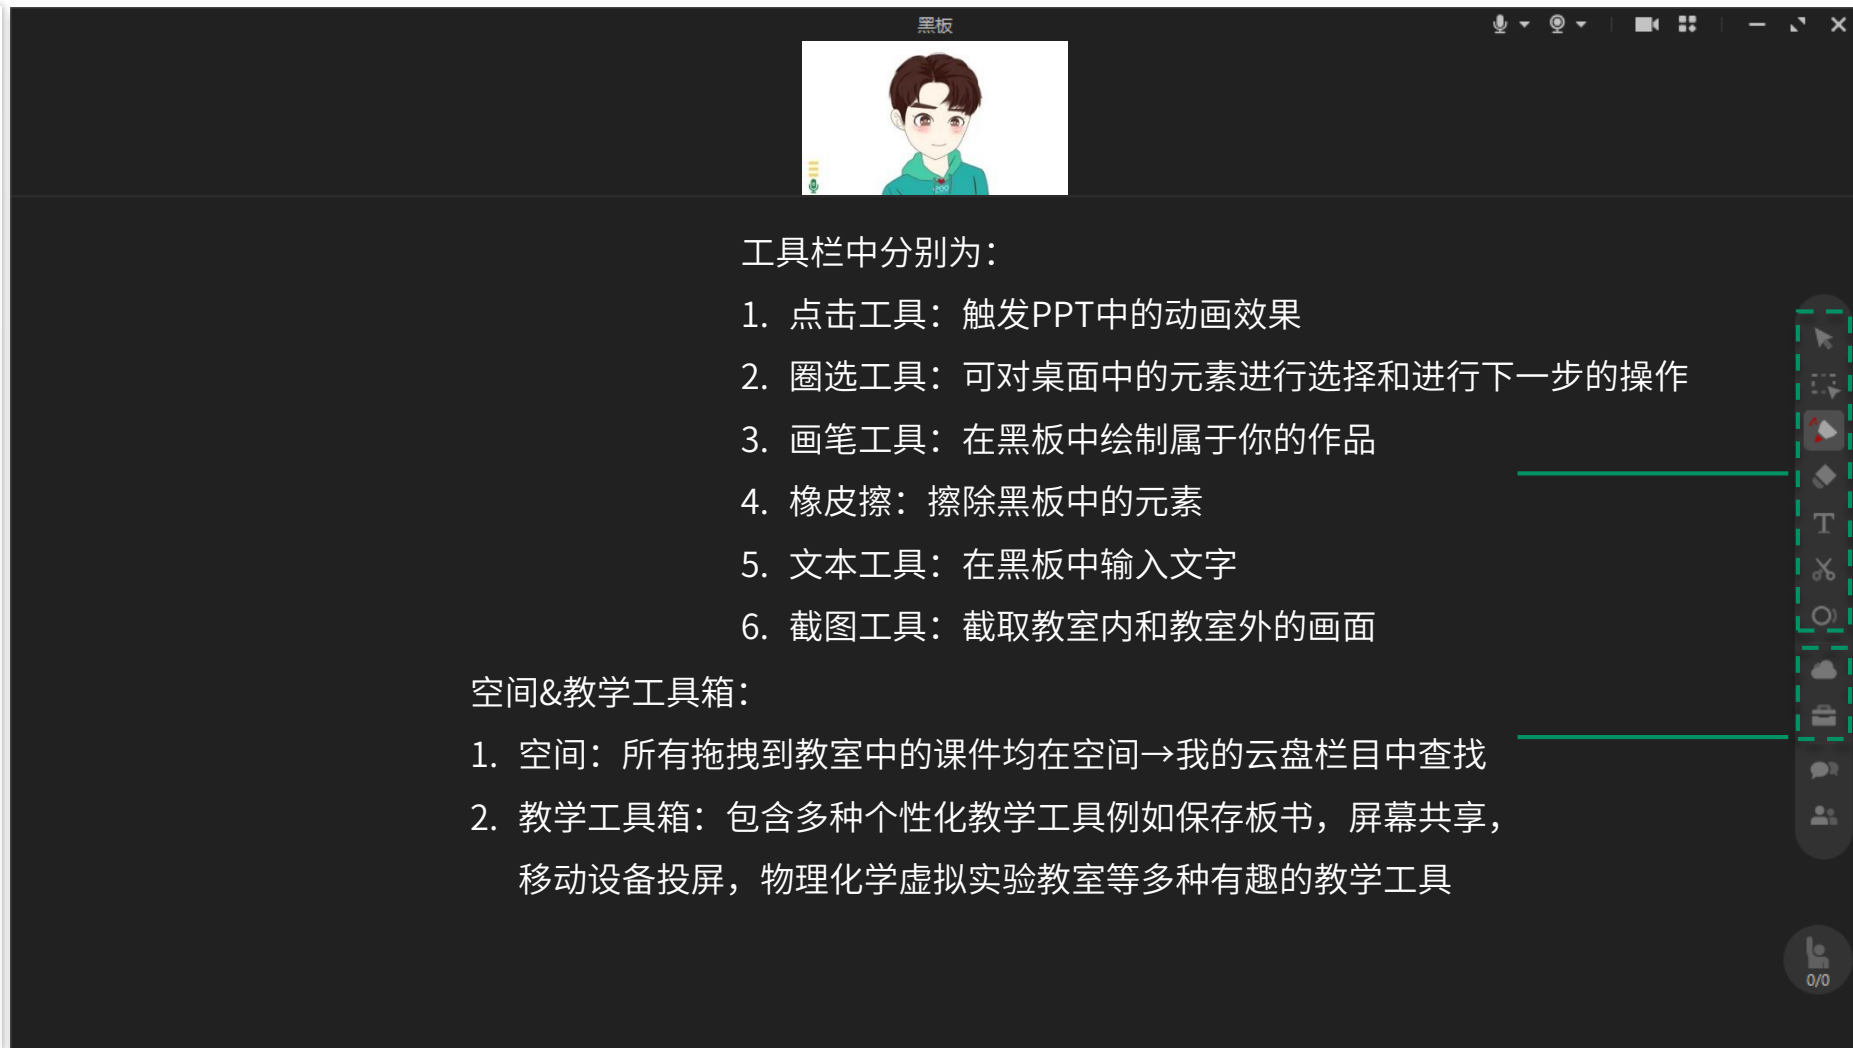 黑板
工具栏中分别为：
1. 点击工具：触发PPT中的动画效果
2. 圈选工具：可对桌面中的元素进行选择和进行下一步的操作
3. 画笔工具：在黑板中绘制属于你的作品
4. 橡皮擦：擦除黑板中的元素
5. 文本工具：在黑板中输入文字
6. 截图工具：截取教室内和教室外的画面
空间&教学工具箱：
1. 空间：所有拖拽到教室中的课件均在空间→我的云盘栏目中查找
2. 教学工具箱：包含多种个性化教学工具例如保存板书，屏幕共享，
移动设备投屏，物理化学虚拟实验教室等多种有趣的教学工具
0/0